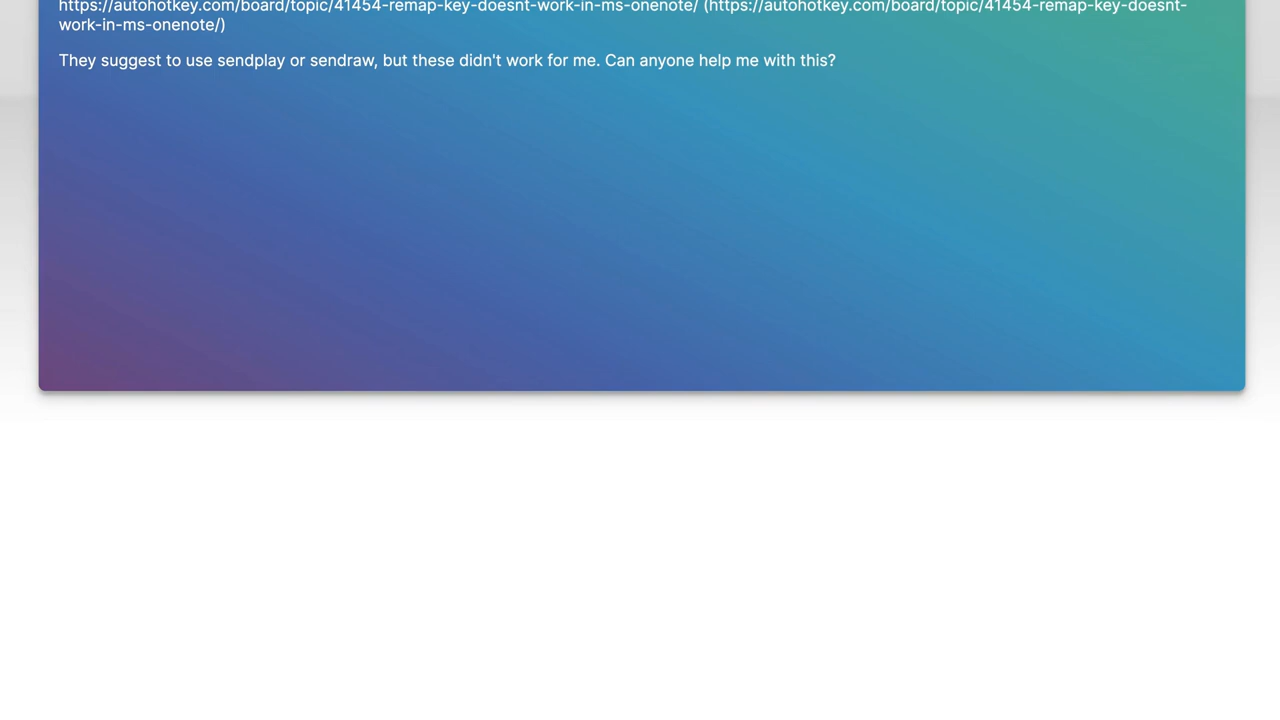 https://autohotkey.com/board/topic/41454-remap-key-doesnt-work-in-ms-onenote/ (https://autohotkey.com/board/topic/41454-remap-key-doesnt-
work-in-ms-onenote/)
They suggest to use sendplay or sendraw, but these didn't work for me. Can anyone help me with this?